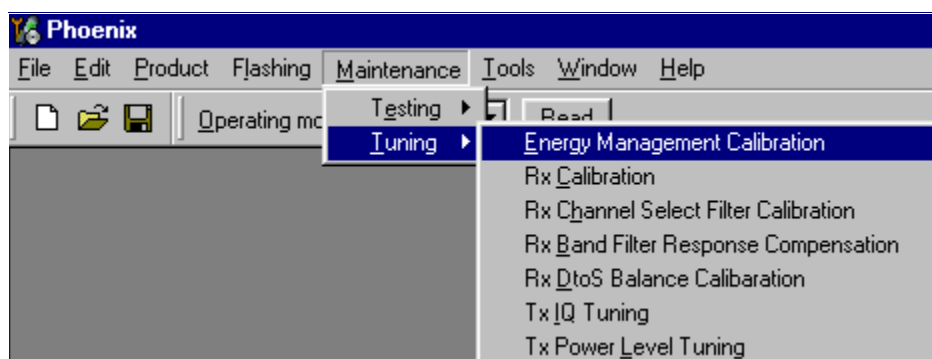 Phoenix
File Edit Product Flashing Maintenance Tools Window Help
Operating mo Read
Testing
Tuning
Energy Management Calibration
Rx Calibration
Rx Channel Select Filter Calibration
Rx Band Filter Response Compensation
Rx DtoS Balance Calibaration
Tx IQ Tuning
Tx Power Level Tuning